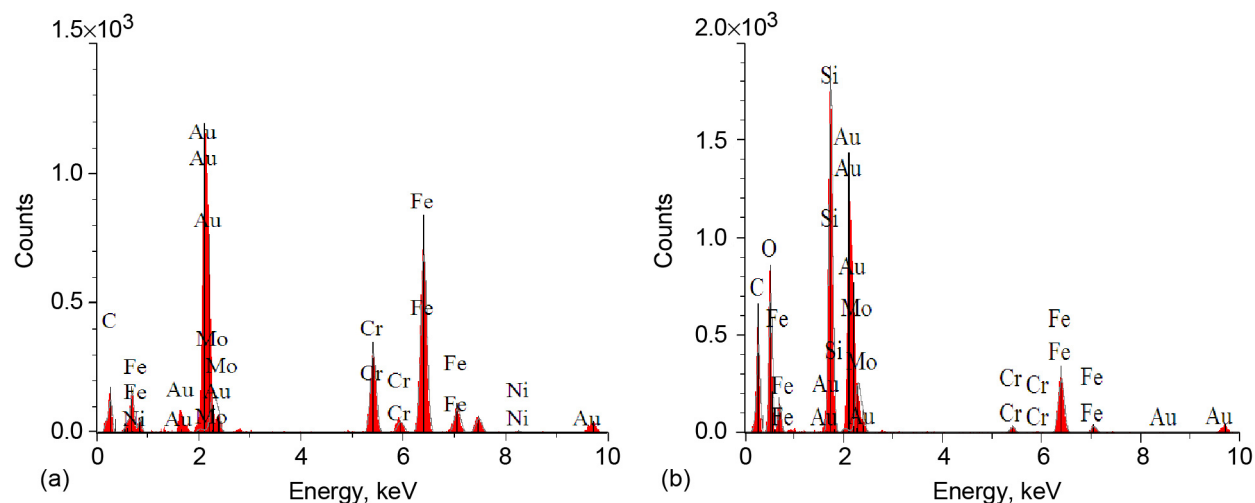 1.5×10³
1.0
0.5
0.0
Counts
C
Fe
Fe
Ni
Au
Au
Au
Au
Au
Mo
Mo
Au
Mo
Cr
Cr
Cr
Cr
Fe
Fe
Fe
Fe
Ni
Ni
Au
0
2
4
6
8
10
(a)
Energy, keV
2.0×10³
1.5
1.0
0.5
0.0
Counts
C
O
Fe
Fe
Fe
Si
Si
Si
Au
Au
Au
Au
Au
Mo
Mo
Au
Cr
Cr
Cr
Cr
Fe
Fe
Fe
Fe
Au
Au
0
2
4
6
8
10
(b)
Energy, keV